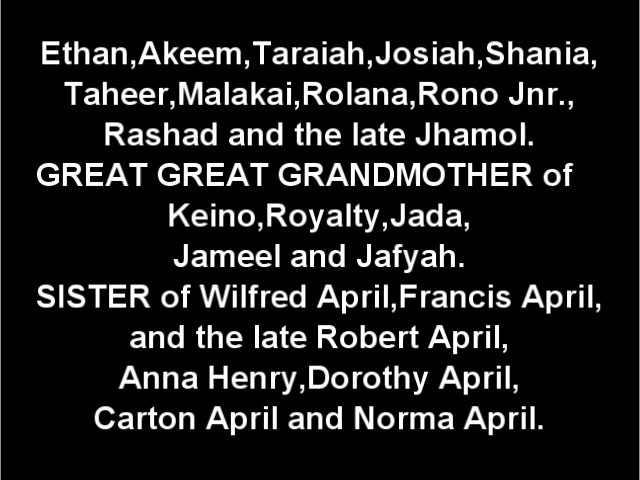 Ethan,Akeem,Taraiah,Josiah,Shania,
Taheer,Malakai,Rolana,Rono Jnr.,
Rashad and the late Jhamol.
GREAT GREAT GRANDMOTHER of
Keino,Royalty,Jada,
Jameel and Jafyah.
SISTER of Wilfred April,Francis April,
and the late Robert April,
Anna Henry,Dorothy April,
Carton April and Norma April.